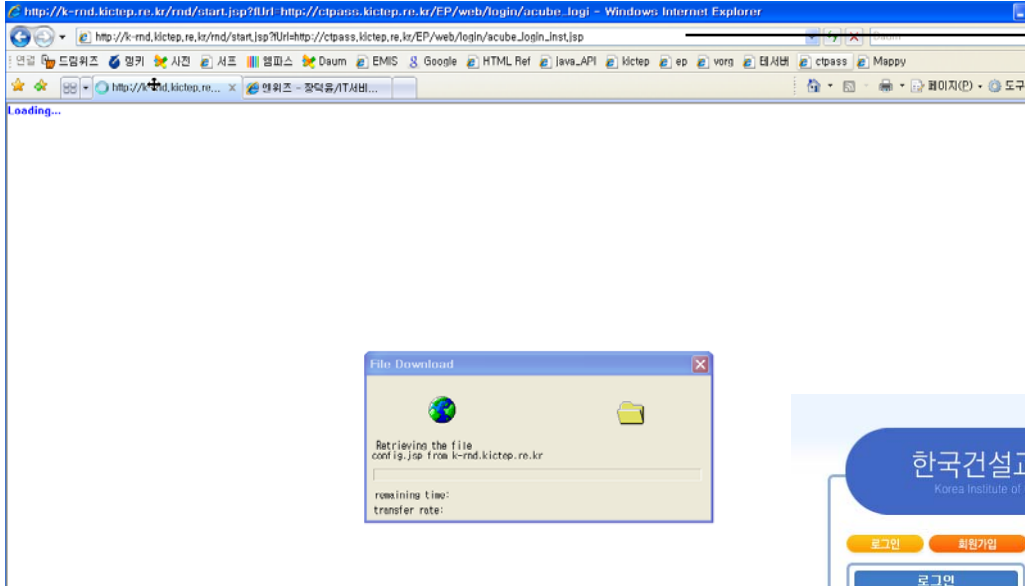 http://k-rnd.kictep.re.kr/rnd/start.jsp?fUrl=http://ctpass.kictep.re.kr/EP/web/login/acube_logi - Windows Internet Explorer
http://k-rnd.kictep.re.kr/rnd/start.jsp?fUrl=http://ctpass.kictep.re.kr/EP/web/login/acube_login_inst.jsp
Daum
연결 드림위즈 엠키 사전 서프 엠파스 Daum EMIS Google HTML Ref java_API kictep ep vorg 테서버 ctpass Mappy
http://k-rnd.kictep.re... 엔위즈 - 장덕윤/IT서비...
페이지(P) 도구
Loading...
File Download
Retrieving the file
config.jsp from k-rnd.kictep.re.kr
remaining time:
transfer rate:
한국건설교
Korea Institute of
로그인 회원가입
로그인